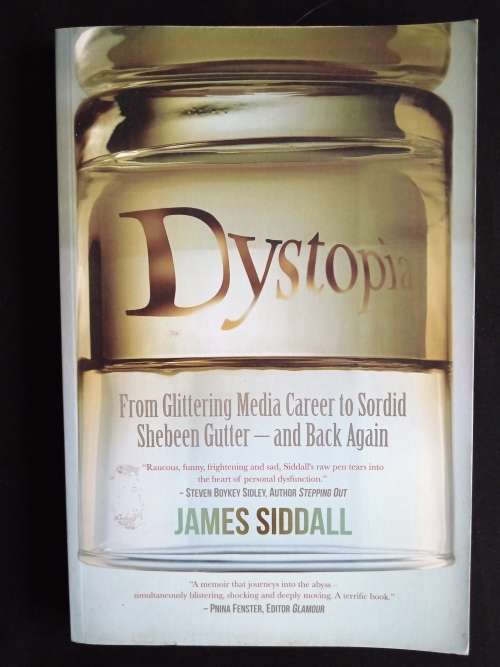 Dystopia
From Glittering Media Career to Sordid
Shebeen Gutter – and Back Again
"Raucous, funny, frightening and sad, Siddall's raw pen tears into
the heart of personal dysfunction."
– STEVEN BOYKEY SIDLEY, AUTHOR STEPPING OUT
JAMES SIDDALL
"A memoir that journeys into the abyss –
simultaneously blistering, shocking and deeply moving. A terrific book."
– PNINA FENSTER, EDITOR GLAMOUR